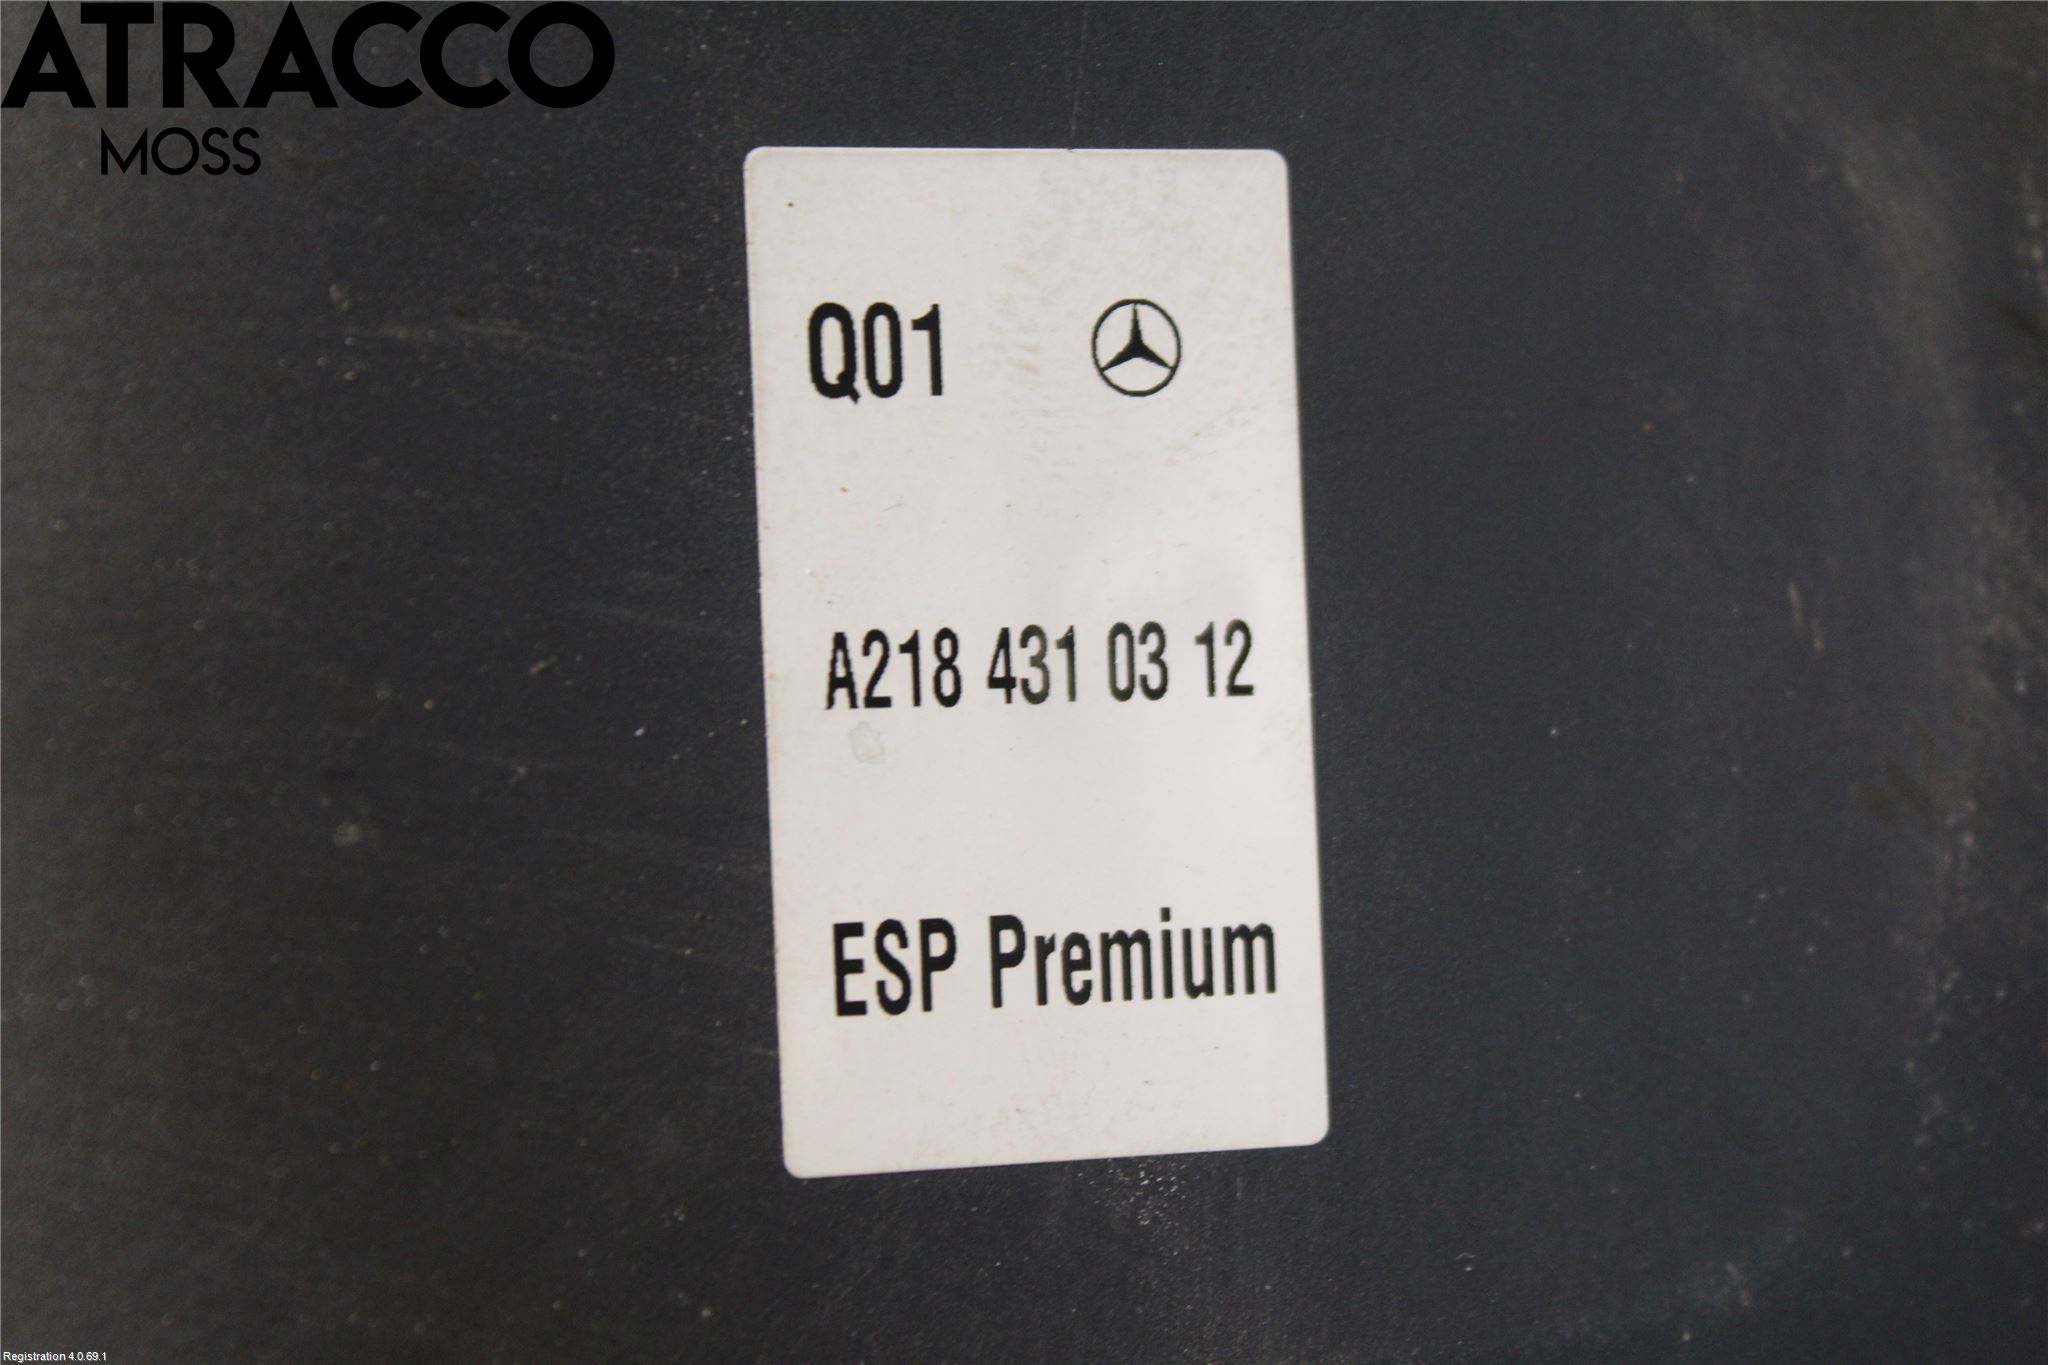 ATRACCO
MOSS
Q01
A218 431 03 12
ESP Premium
Registration 4.0.69.1